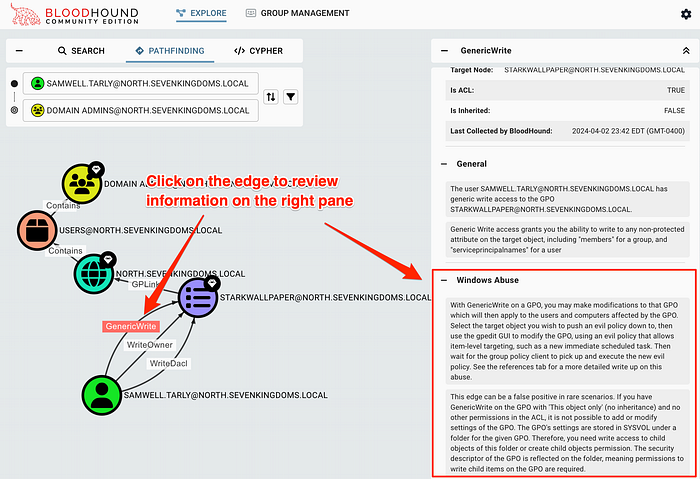 BLOODHOUND
COMMUNITY EDITION
EXPLORE
GROUP MANAGEMENT
SEARCH
PATHFINDING
</> CYPHER
SAMWELL.TARLY@NORTH.SEVENKINGDOMS.LOCAL
DOMAIN ADMINS@NORTH.SEVENKINGDOMS.LOCAL
Click on the edge to review
information on the right pane
DOMAIN
Contains
USERS@NORTH.SEVENKINGDOMS.LOCAL
Contains
NORTH.SEVENKINGDOMS.LOCAL
GPLink
STARKWALLPAPER@NORTH.SEVENKINGDOMS.LOCAL
GenericWrite
WriteOwner
WriteDacl
SAMWELL.TARLY@NORTH.SEVENKINGDOMS.LOCAL
GenericWrite
Target Node: STARKWALLPAPER@NORTH.SEVENKINGDOMS.LOCAL
Is ACL: TRUE
Is Inherited: FALSE
Last Collected by BloodHound: 2024-04-02 23:42 EDT (GMT-0400)
General
The user SAMWELL.TARLY@NORTH.SEVENKINGDOMS.LOCAL has
generic write access to the GPO
STARKWALLPAPER@NORTH.SEVENKINGDOMS.LOCAL.
Generic Write access grants you the ability to write to any non-protected
attribute on the target object, including "members" for a group, and
"serviceprincipalnames" for a user
Windows Abuse
With GenericWrite on a GPO, you may make modifications to that GPO
which will then apply to the users and computers affected by the GPO.
Select the target object you wish to push an evil policy down to, then
use the gpedit GUI to modify the GPO, using an evil policy that allows
item-level targeting, such as a new immediate scheduled task. Then
wait for the group policy client to pick up and execute the new evil
policy. See the references tab for a more detailed write up on this
abuse.
This edge can be a false positive in rare scenarios. If you have
GenericWrite on the GPO with 'This object only' (no inheritance) and no
other permissions in the ACL, it is not possible to add or modify
settings of the GPO. The GPO's settings are stored in SYSVOL under a
folder for the given GPO. Therefore, you need write access to child
objects of this folder or create child objects permission. The security
descriptor of the GPO is reflected on the folder, meaning permissions to
write child items on the GPO are required.